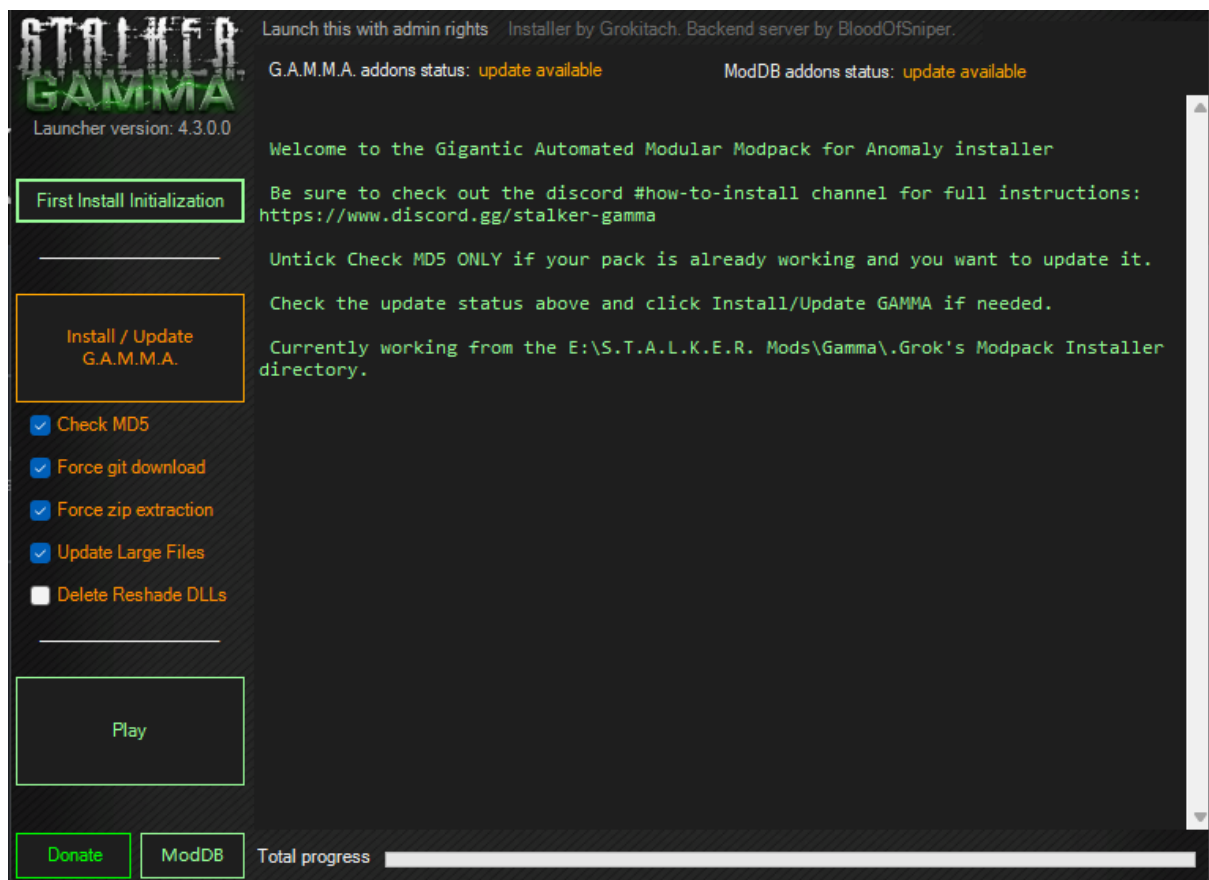 STALKER
GAMMA
Launcher version: 4.3.0.0
Launch this with admin rights Installer by Grokitach. Backend server by BloodOfSniper.
G.A.M.M.A. addons status: update available ModDB addons status: update available
First Install Initialization
Install / Update
G.A.M.M.A.
Check MD5
Force git download
Force zip extraction
Update Large Files
Delete Reshade DLLs
Play
Donate
ModDB
Welcome to the Gigantic Automated Modular Modpack for Anomaly installer
Be sure to check out the discord #how-to-install channel for full instructions:
https://www.discord.gg/stalker-gamma
Untick Check MD5 ONLY if your pack is already working and you want to update it.
Check the update status above and click Install/Update GAMMA if needed.
Currently working from the E:\S.T.A.L.K.E.R. Mods\Gamma\.Grok's Modpack Installer
directory.
Total progress